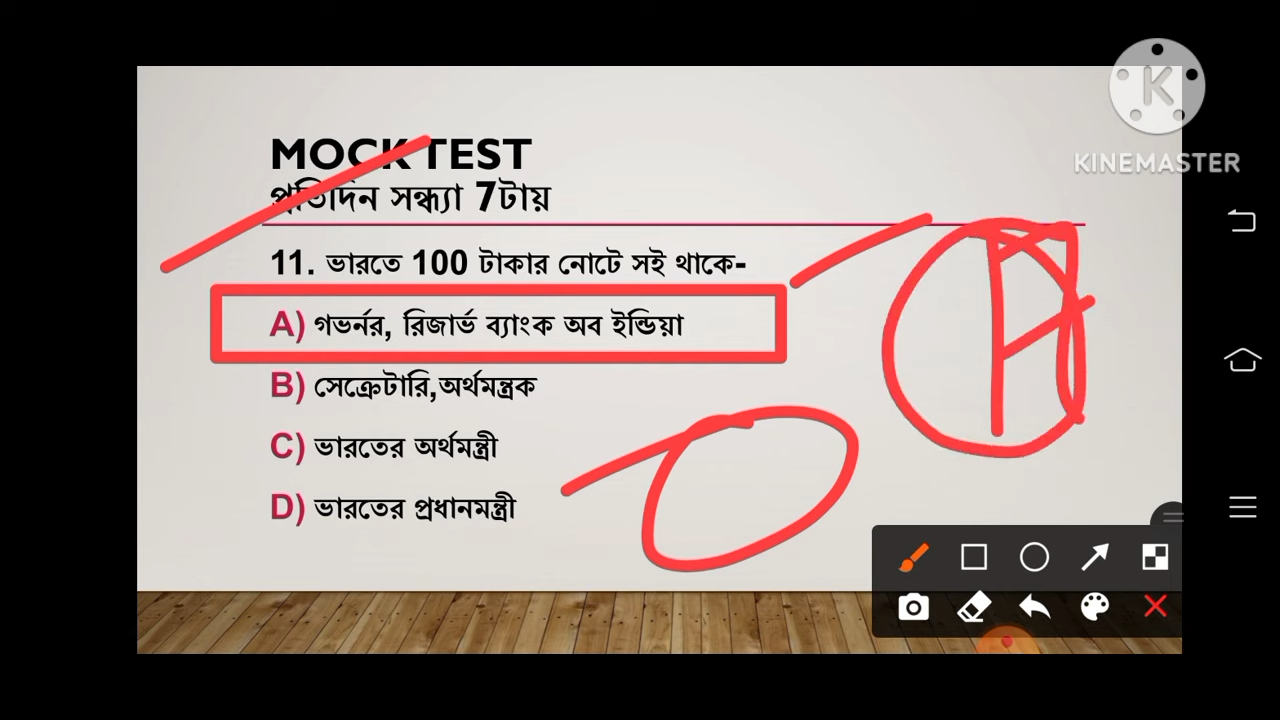 MOCK TEST
প্রতিদিন সন্ধ্যা 7টায়
11. ভারতে 100 টাকার নোটে সই থাকে-
A) গভর্নর, রিজার্ভ ব্যাংক অব ইন্ডিয়া
B) সেক্রেটারি,অর্থমন্ত্রক
C) ভারতের অর্থমন্ত্রী
D) ভারতের প্রধানমন্ত্রী
K
KINEMASTER